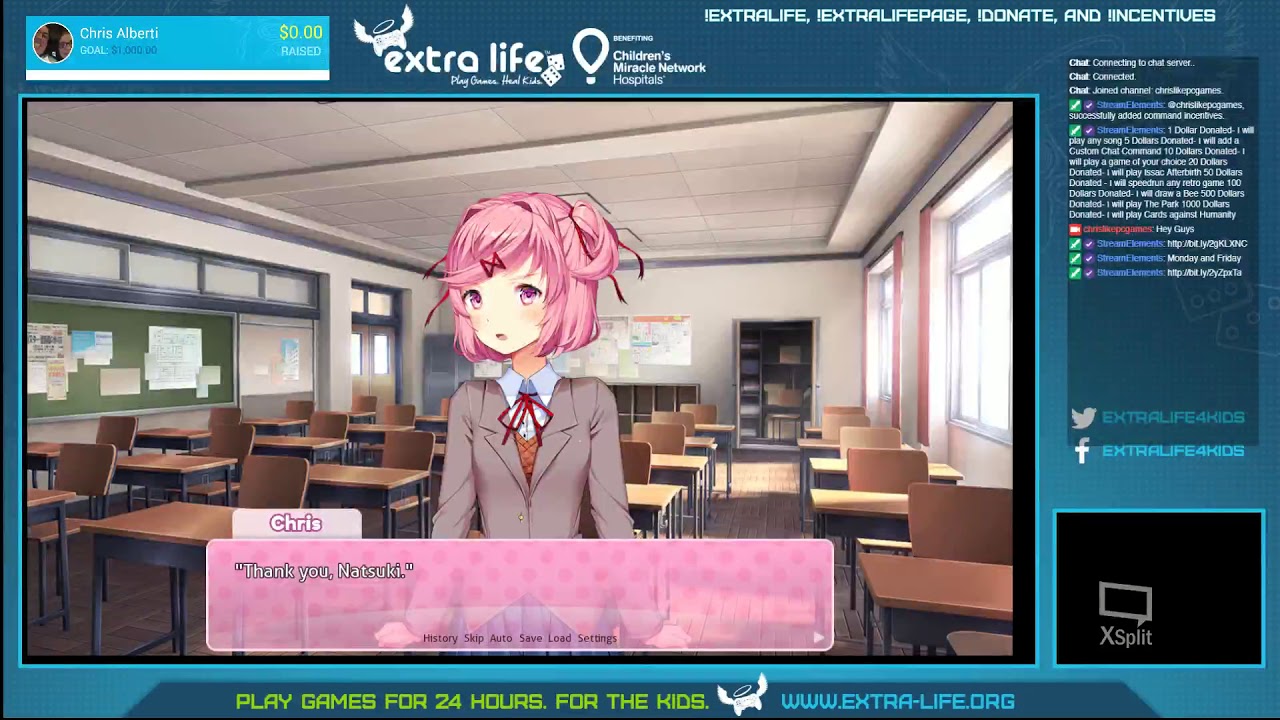 Chris Alberti
GOAL: $1,000.00
$0.00
RAISED
extra life
Play Games. Heal Kids.
BENEFITING
Children's
Miracle Network
Hospitals
!EXTRALIFE, !EXTRALIFEPAGE, !DONATE, AND !INCENTIVES
Chat: Connecting to chat server..
Chat: Connected.
Chat: Joined channel: chrislikepcgames.
StreamElements: @chrislikepcgames,
successfully added command incentives.
StreamElements: 1 Dollar Donated- i will
play any song 5 Dollars Donated- i will add a
Custom Chat Command 10 Dollars Donated- i
will play a game of your choice 20 Dollars
Donated- i will play Issac Afterbirth 50 Dollars
Donated - i will speedrun any retro game 100
Dollars Donated- i will draw a Bee 500 Dollars
Donated- i will play The Park 1000 Dollars
Donated- i will play Cards against Humanity
chrislikepcgames: Hey Guys
StreamElements: http://bit.ly/2gKLXNC
StreamElements: Monday and Friday
StreamElements: http://bit.ly/2yZpxTa
EXTRALIFE4KIDS
EXTRALIFE4KIDS
Chris
"Thank you, Natsuki."
History Skip Auto Save Load Settings
XSplit
PLAY GAMES FOR 24 HOURS. FOR THE KIDS.
WWW.EXTRA-LIFE.ORG